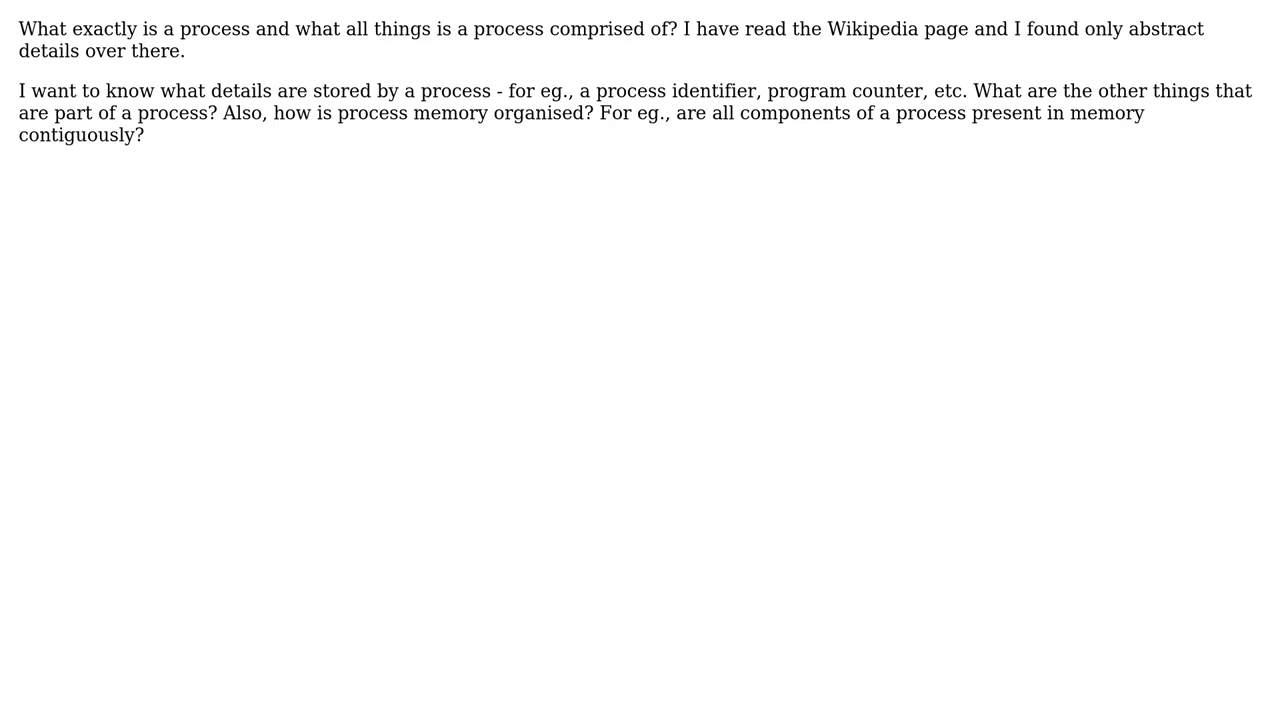 What exactly is a process and what all things is a process comprised of? I have read the Wikipedia page and I found only abstract
details over there.
I want to know what details are stored by a process - for eg., a process identifier, program counter, etc. What are the other things that
are part of a process? Also, how is process memory organised? For eg., are all components of a process present in memory
contiguously?